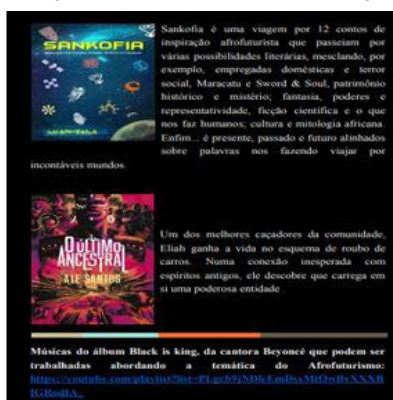 SANKOFIA
Sankofia é uma viagem por 12 contos de
inspiração afrofuturista que passeiam por
várias possibilidades literárias, mesclando, por
exemplo, empregadas domésticas e terror
social, Maracatu e Sword & Soul, patrimônio
histórico e mistério; fantasia, poderes e
representatividade, ficção científica e o que
nos faz humanos; cultura e mitologia africana.
Enfim... é presente, passado e futuro alinhados
sobre palavras nos fazendo viajar por
incontáveis mundos.
O ÚLTIMO
ANCESTRAL
ALE SANTOS
Um dos melhores caçadores da comunidade,
Eliah ganha a vida no esquema de roubo de
carros. Numa conexão inesperada com
espíritos antigos, ele descobre que carrega em
si uma poderosa entidade
Músicas do álbum Black is king, da cantora Beyoncé que podem ser
trabalhadas abordando a temática do Afrofuturismo: